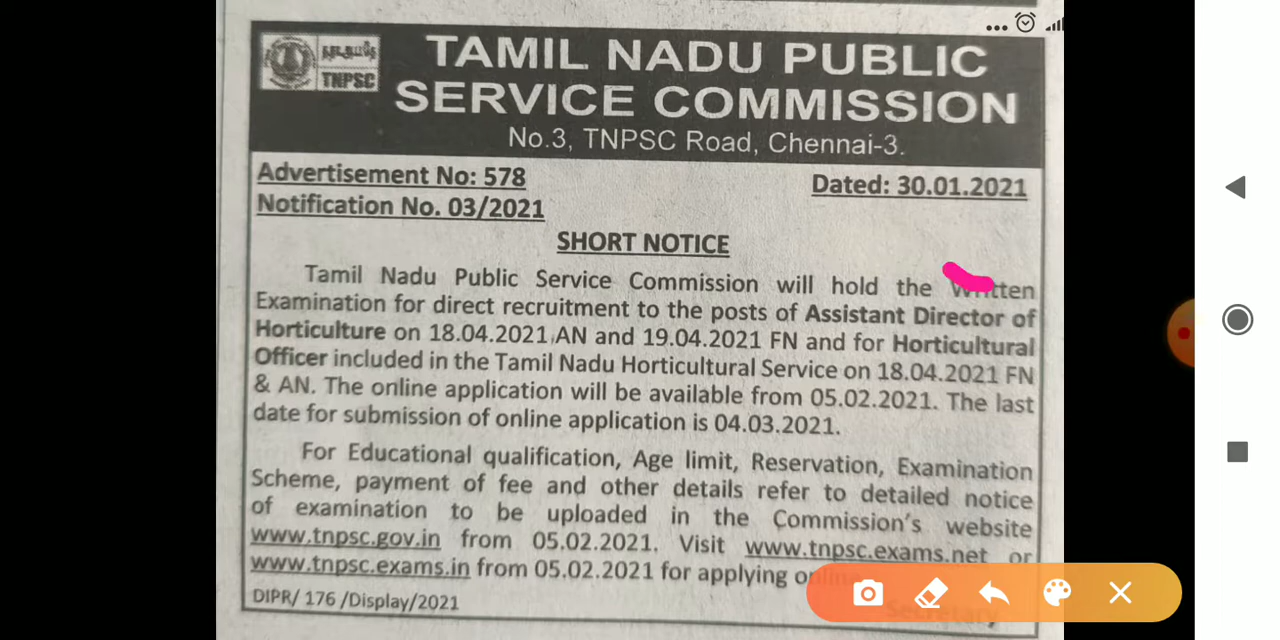 TNPSC
TAMIL NADU PUBLIC
SERVICE COMMISSION
No.3, TNPSC Road, Chennai-3.
Advertisement No: 578 Dated: 30.01.2021
Notification No. 03/2021
SHORT NOTICE
Tamil Nadu Public Service Commission will hold the Written
Examination for direct recruitment to the posts of Assistant Director of
Horticulture on 18.04.2021 AN and 19.04.2021 FN and for Horticultural
Officer included in the Tamil Nadu Horticultural Service on 18.04.2021 FN
& AN. The online application will be available from 05.02.2021. The last
date for submission of online application is 04.03.2021.
For Educational qualification, Age limit, Reservation, Examination
Scheme, payment of fee and other details refer to detailed notice
of examination to be uploaded in the Commission's website
www.tnpsc.gov.in from 05.02.2021. Visit www.tnpsc.exams.net or
www.tnpsc.exams.in from 05.02.2021 for applying online
DIPR/ 176 /Display/2021 Secretary